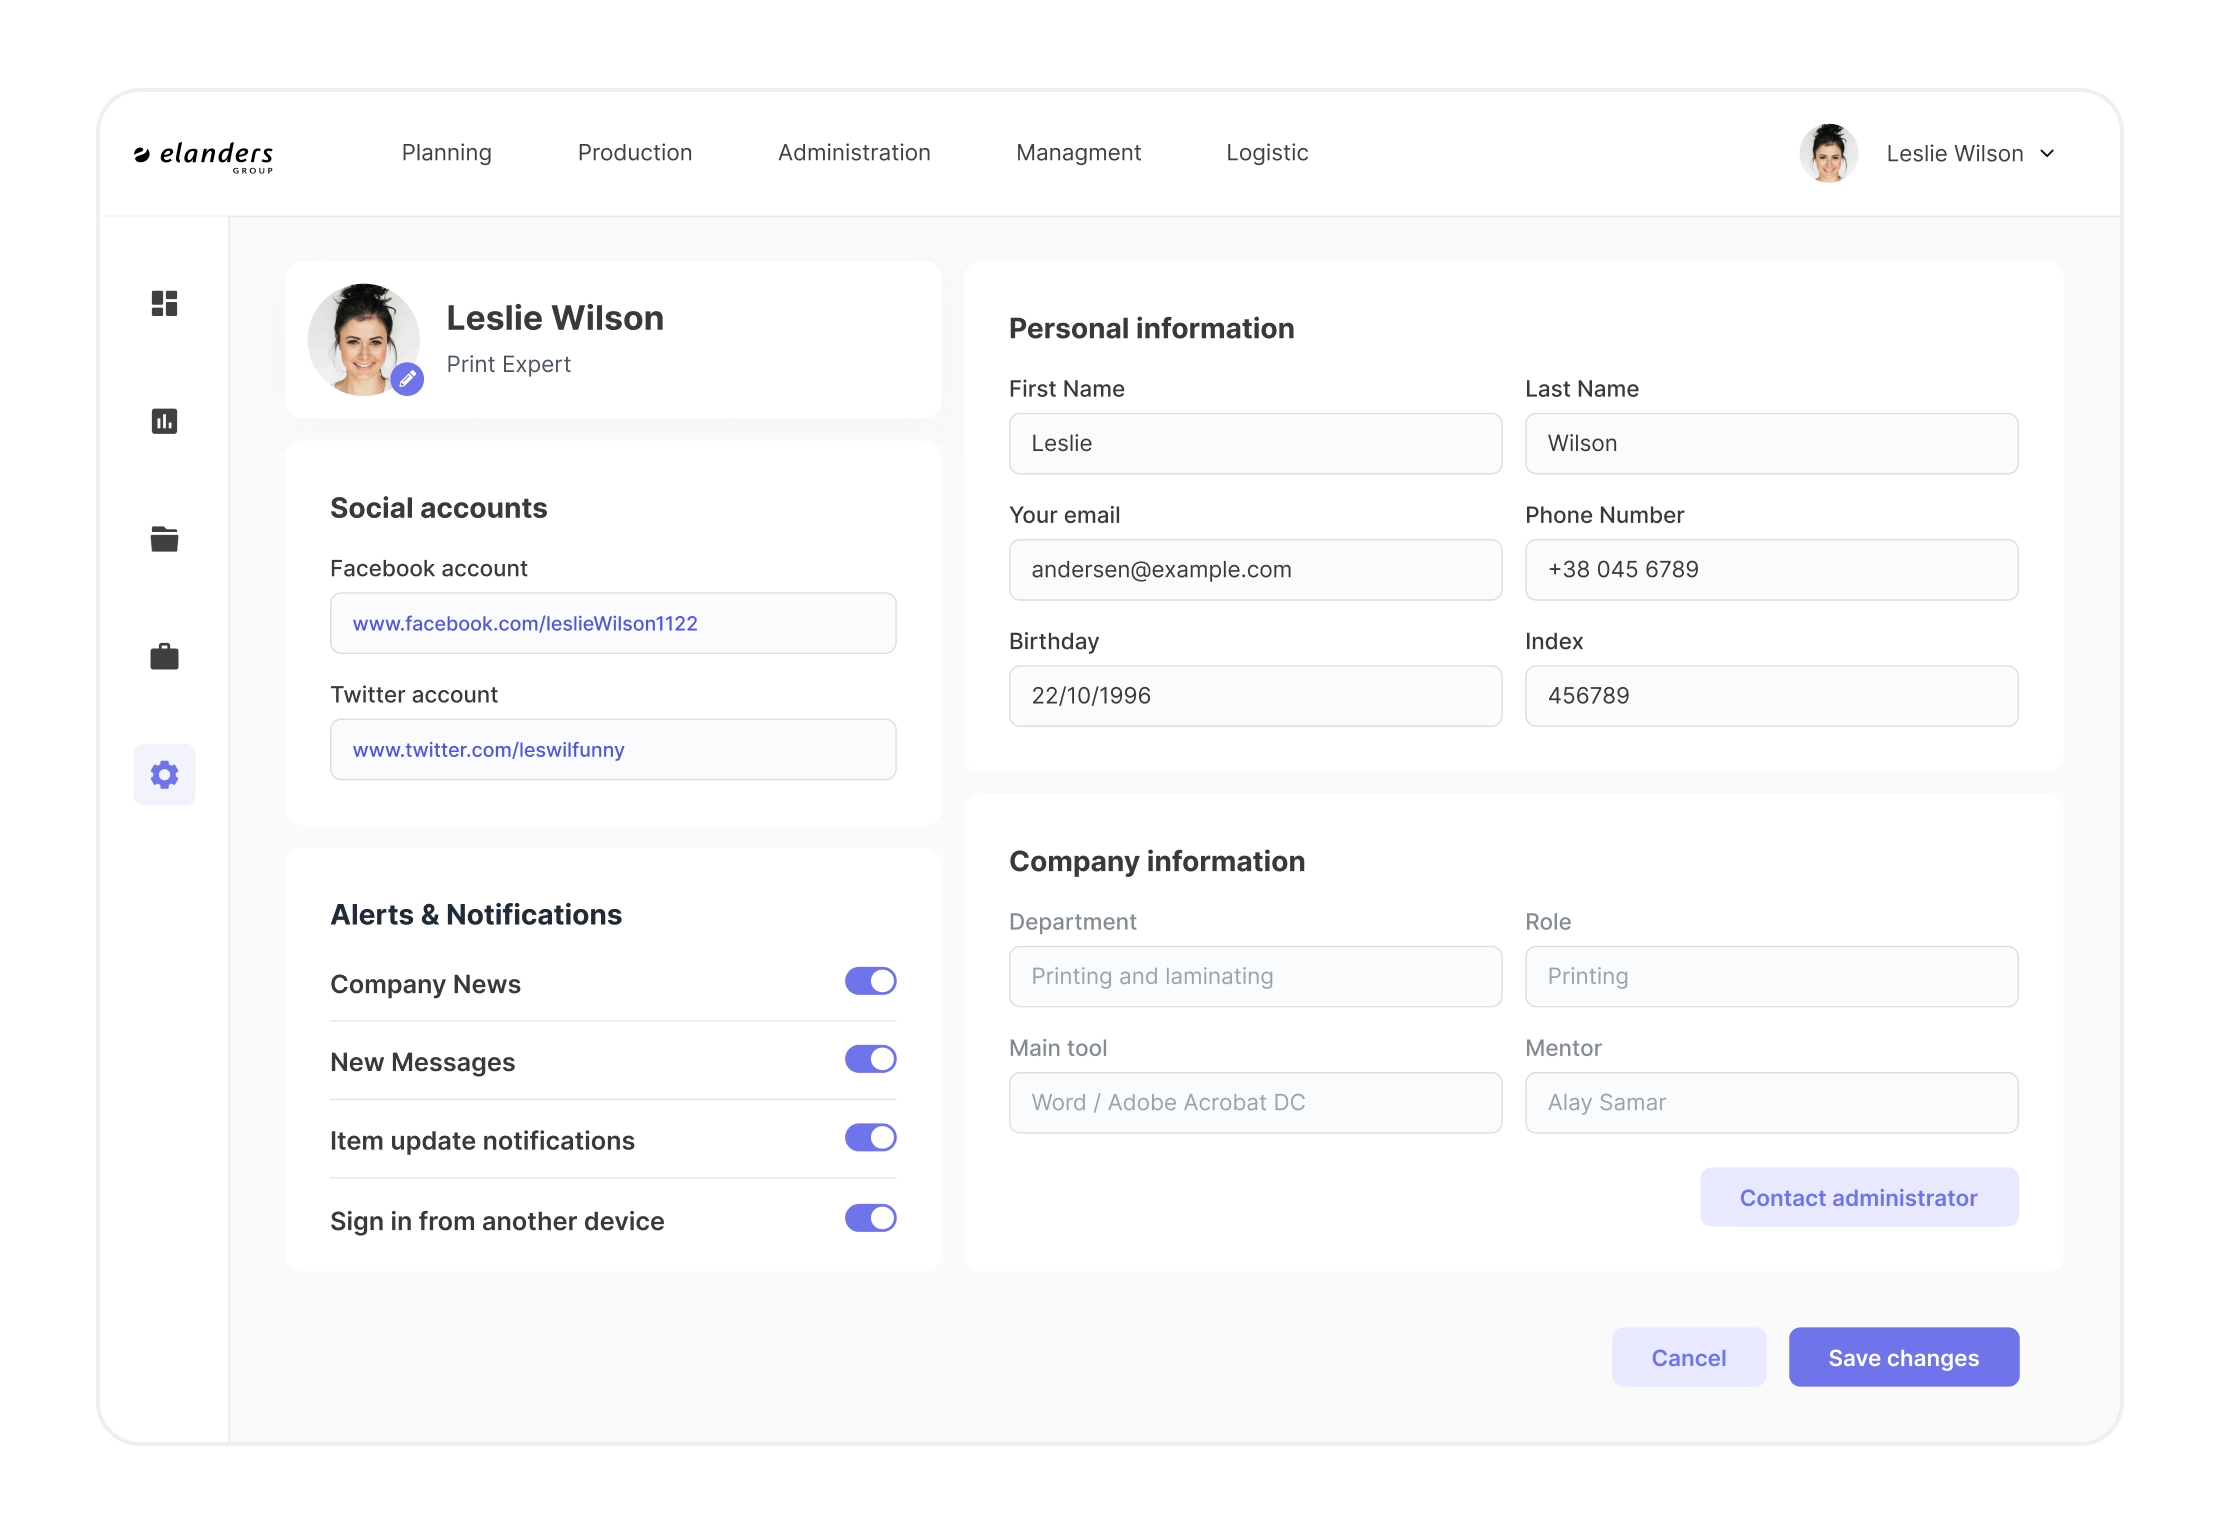 elanders
GROUP
Planning
Production
Administration
Managment
Logistic
Leslie Wilson
Leslie Wilson
Print Expert
Social accounts
Facebook account
www.facebook.com/leslieWilson1122
Twitter account
www.twitter.com/leswilfunny
Alerts & Notifications
Company News
New Messages
Item update notifications
Sign in from another device
Personal information
First Name
Last Name
Leslie
Wilson
Your email
Phone Number
andersen@example.com
+38 045 6789
Birthday
Index
22/10/1996
456789
Company information
Department
Role
Printing and laminating
Printing
Main tool
Mentor
Word / Adobe Acrobat DC
Alay Samar
Contact administrator
Cancel
Save changes